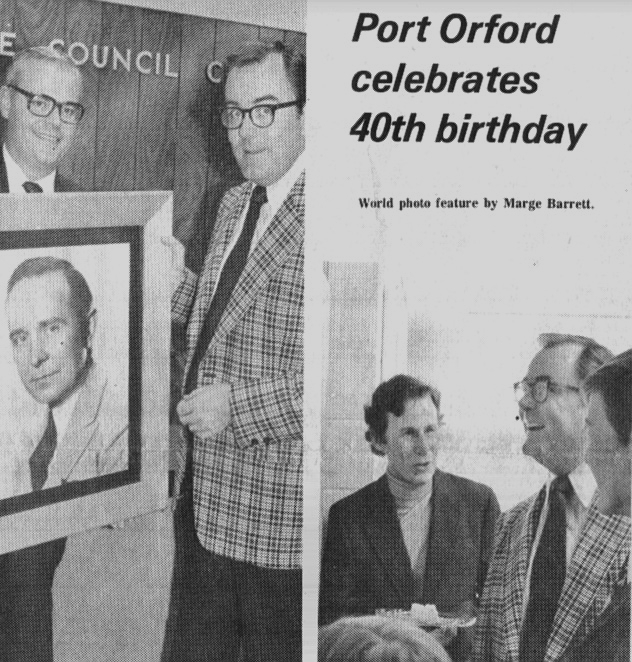 E COUNCIL C
Port Orford
celebrates
40th birthday
World photo feature by Marge Barrett.